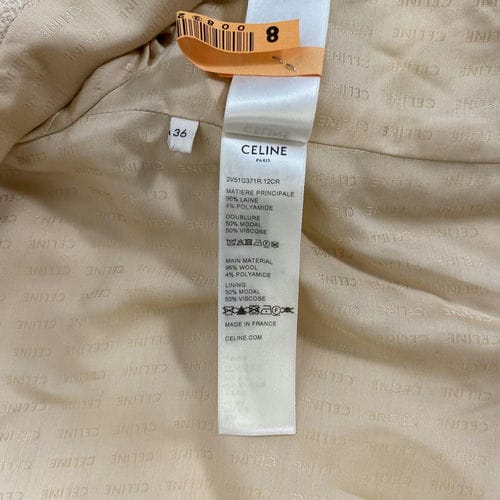 8
36
CELINE
PARIS
2V51O371R.12CR
MATIERE PRINCIPALE
96% LAINE
4% POLYAMIDE
DOUBLURE
50% MODAL
50% VISCOSE
MAIN MATERIAL
96% WOOL
4% POLYAMIDE
LINING
50% MODAL
50% VISCOSE
MADE IN FRANCE
CELINE.COM